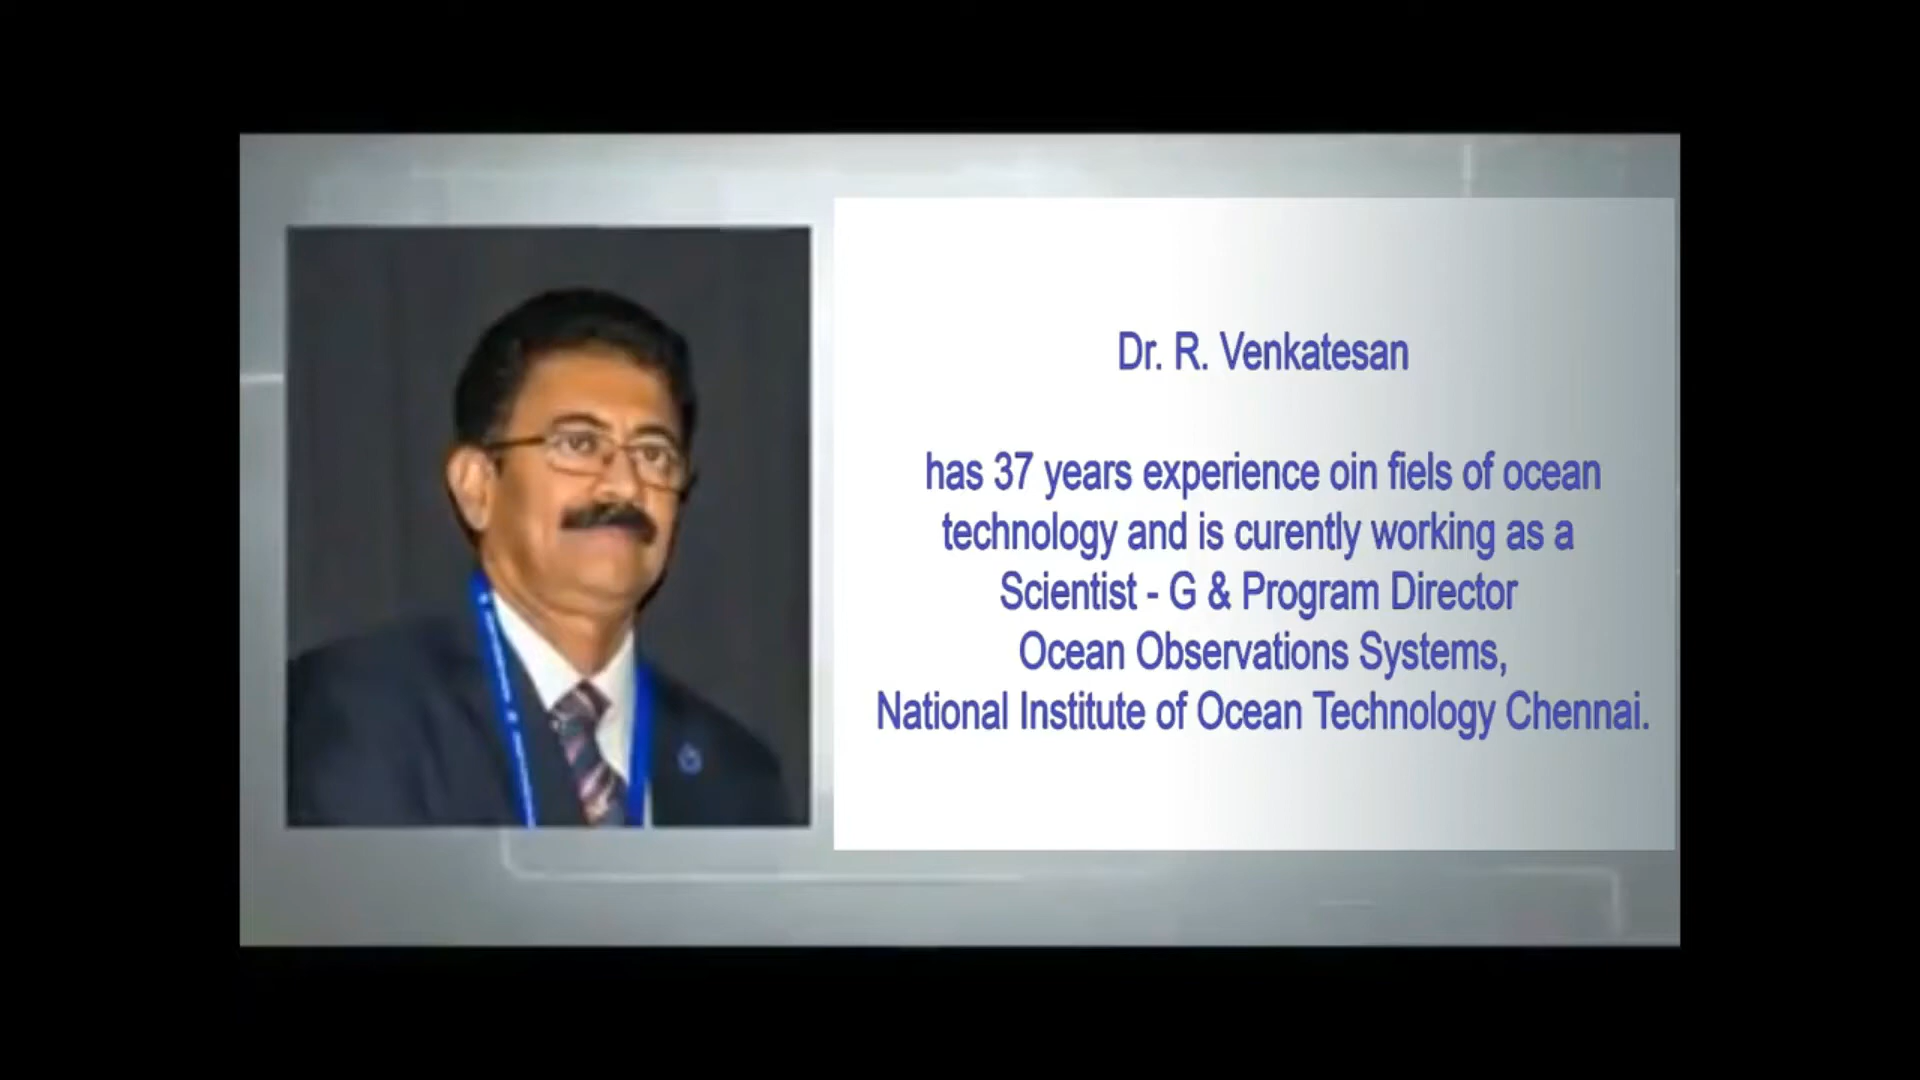 Dr. R. Venkatesan
has 37 years experience oin fiels of ocean
technology and is curently working as a
Scientist - G & Program Director
Ocean Observations Systems,
National Institute of Ocean Technology Chennai.